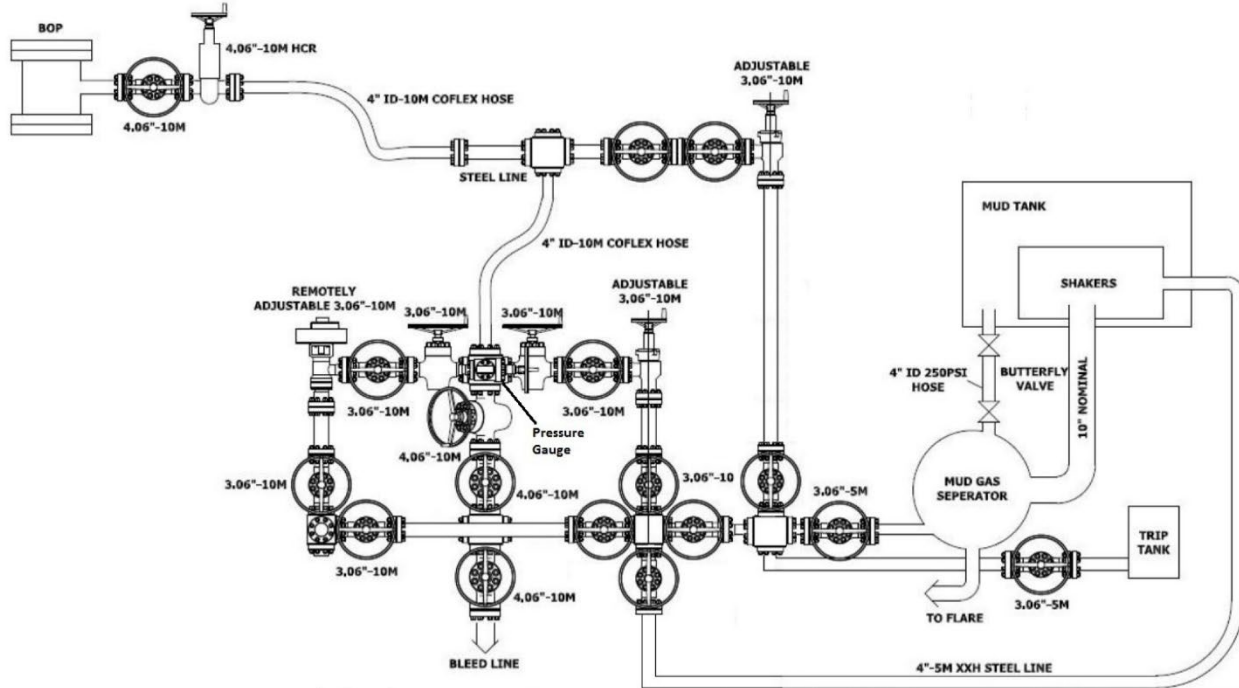 BOP
4,06"-10M HCR
4.06"-10M
4" ID-10M COFLEX HOSE
STEEL LINE
ADJUSTABLE
3,06"-10M
4" ID-10M COFLEX HOSE
MUD TANK
SHAKERS
REMOTELY
ADJUSTABLE 3.06"-10M
3,06"-10M
3.06"-10M
ADJUSTABLE
3,06"-10M
4" ID 250PSI
HOSE
BUTTERFLY
VALVE
10" NOMINAL
3.06"-10M
3.06"-10M
Pressure
Gauge
4,06"-10M
3.06"-10M
4.06"-10M
3,06"-10
3.06"-5M
MUD GAS
SEPERATOR
TRIP
TANK
3,06"-10M
4,06"-10M
3.06"-5M
TO FLARE
BLEED LINE
4"-5M XXH STEEL LINE